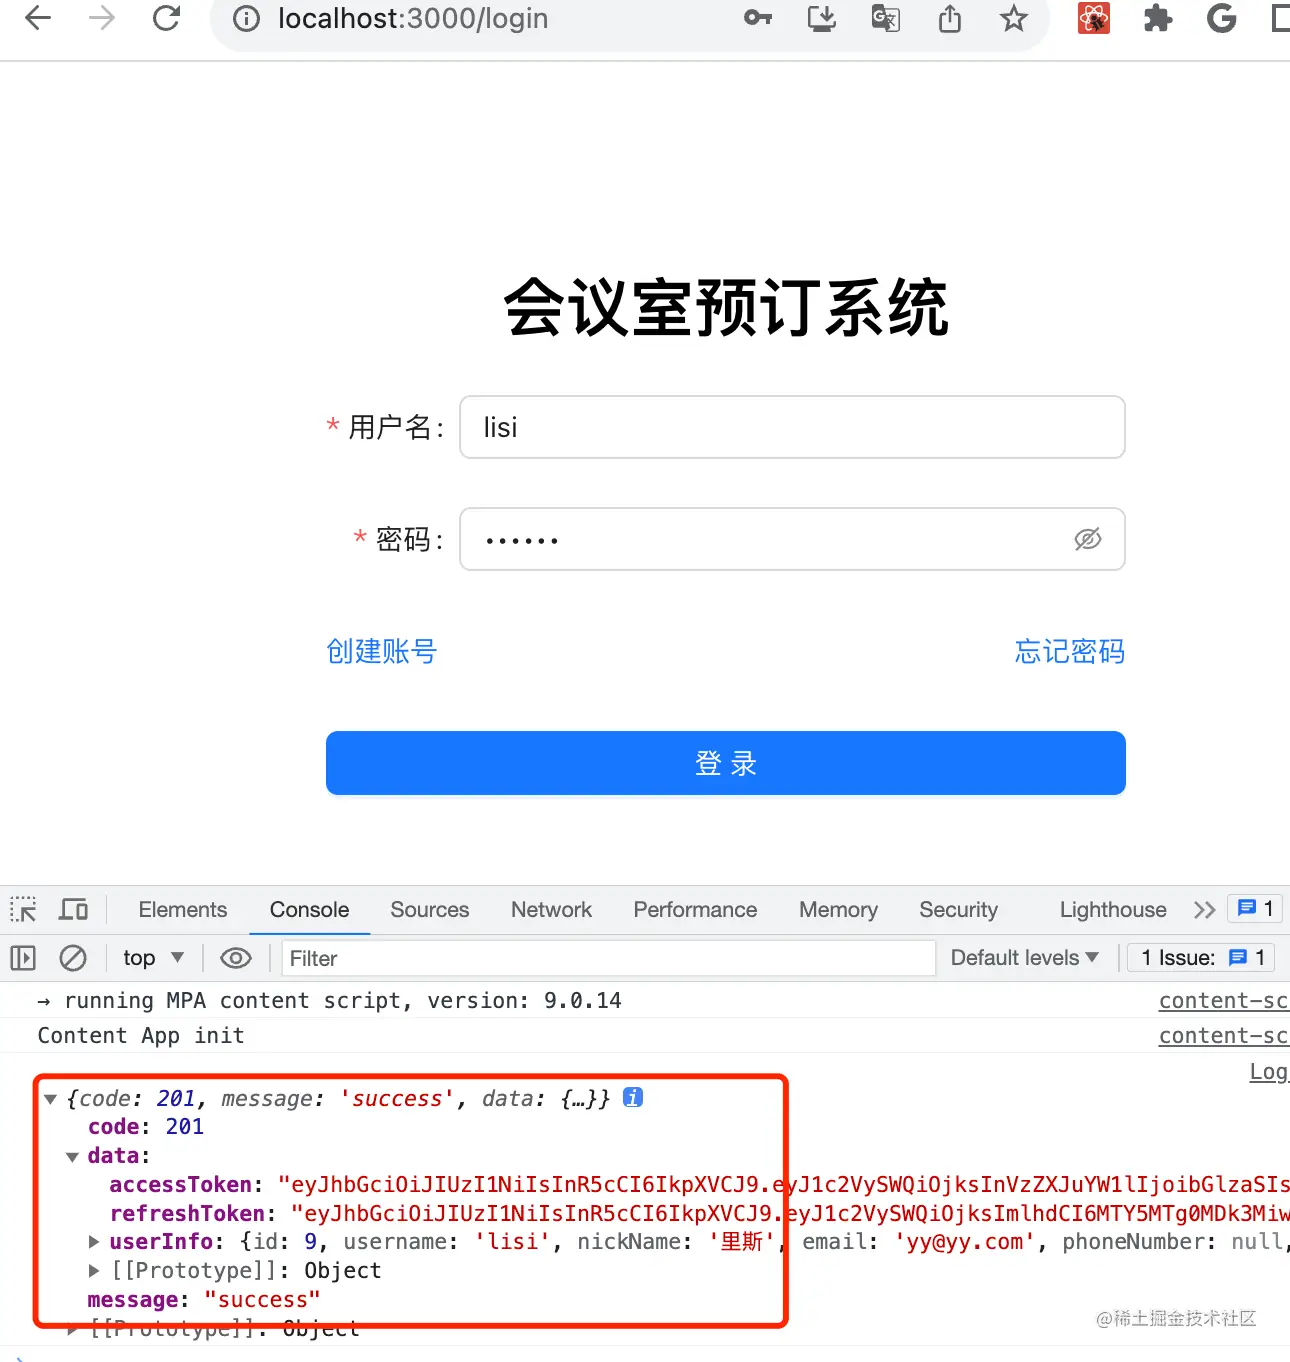 localhost:3000/login
会议室预订系统
* 用户名: lisi
* 密码: ••••••
创建账号 忘记密码
登 录
Elements Console Sources Network Performance Memory Security Lighthouse 1
top Filter Default levels 1 Issue: 1
→ running MPA content script, version: 9.0.14 content-sc
Content App init content-sc
Log
{code: 201, message: 'success', data: {…}}
code: 201
data:
accessToken: "eyJhbGciOiJIUzI1NiIsInR5cCI6IkpXVCJ9.eyJ1c2VySWQiOjksInVzZXJuYW1lIjoibGlzaSIs
refreshToken: "eyJhbGciOiJIUzI1NiIsInR5cCI6IkpXVCJ9.eyJ1c2VySWQiOjksImlhdCI6MTY5MTg0MDk3Miw
userInfo: {id: 9, username: 'lisi', nickName: '里斯', email: 'yy@yy.com', phoneNumber: null,
[[Prototype]]: Object
message: "success"
[[Prototype]]: Object
@稀土掘金技术社区